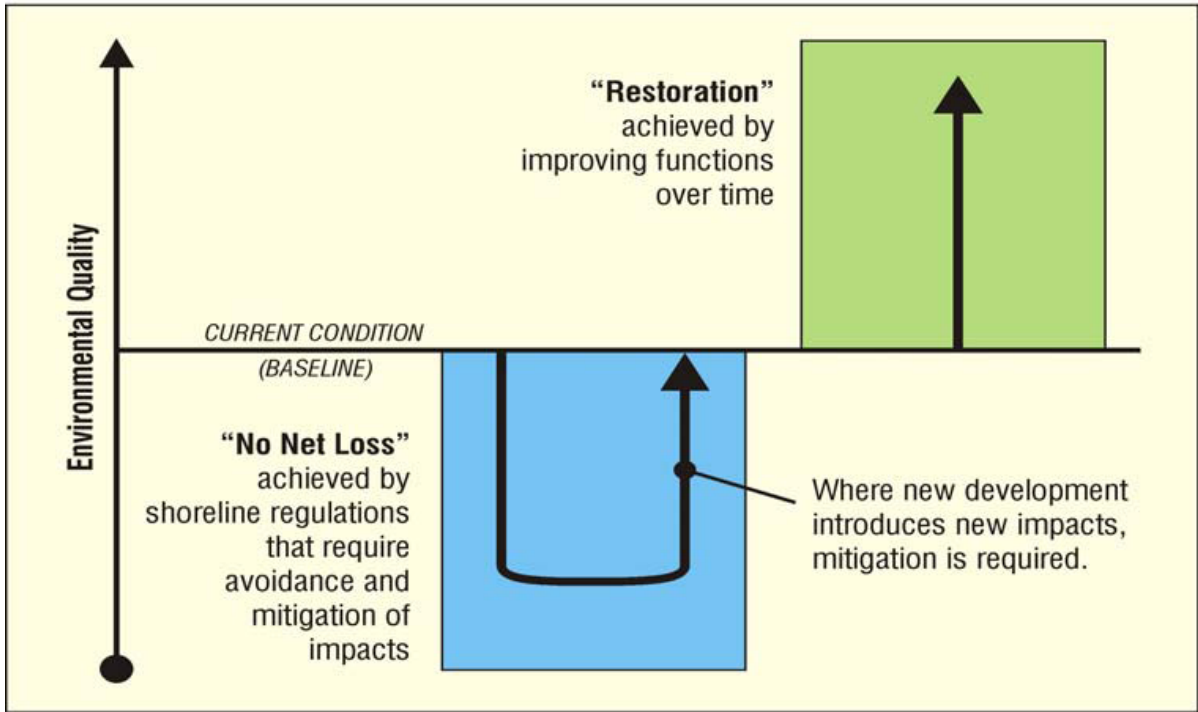 Environmental Quality
“Restoration”
achieved by
improving functions
over time
CURRENT CONDITION
(BASELINE)
“No Net Loss”
achieved by
shoreline regulations
that require
avoidance and
mitigation of
impacts
Where new development
introduces new impacts,
mitigation is required.